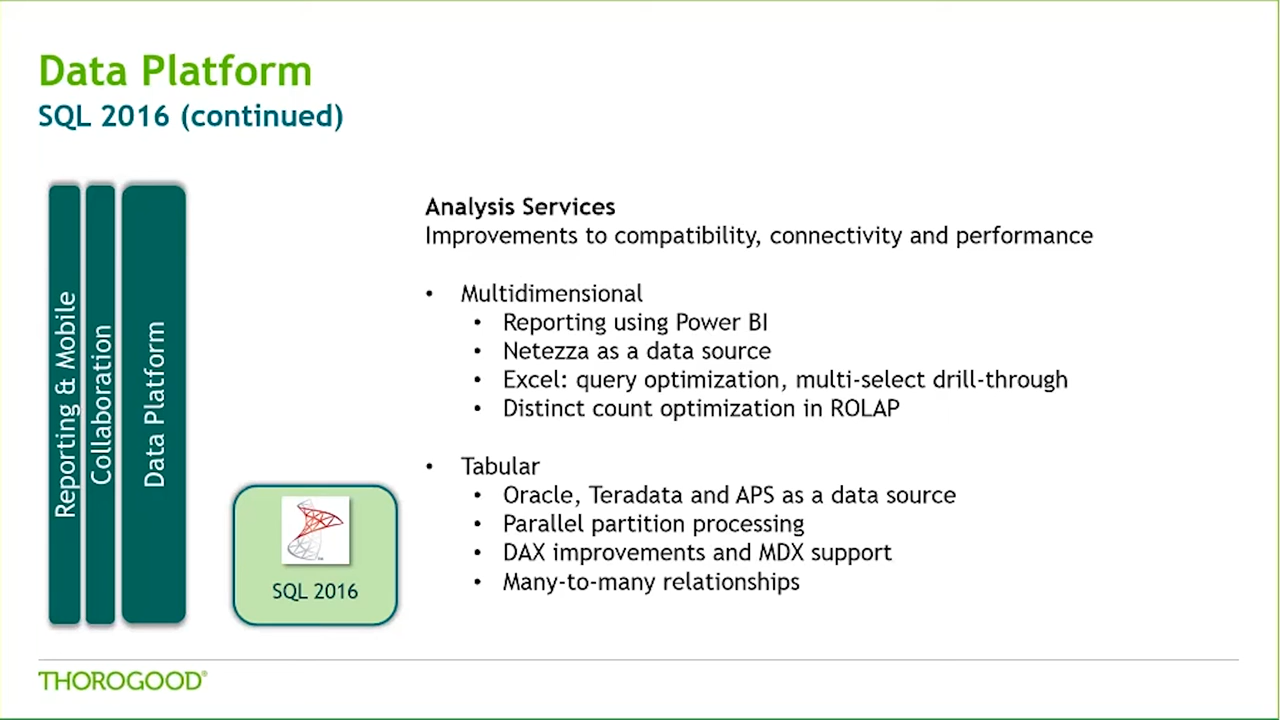 Data Platform
SQL 2016 (continued)
Reporting & Mobile
Collaboration
Data Platform
SQL 2016
Analysis Services
Improvements to compatibility, connectivity and performance
• Multidimensional
• Reporting using Power BI
• Netezza as a data source
• Excel: query optimization, multi-select drill-through
• Distinct count optimization in ROLAP
• Tabular
• Oracle, Teradata and APS as a data source
• Parallel partition processing
• DAX improvements and MDX support
• Many-to-many relationships
THOROGOOD®